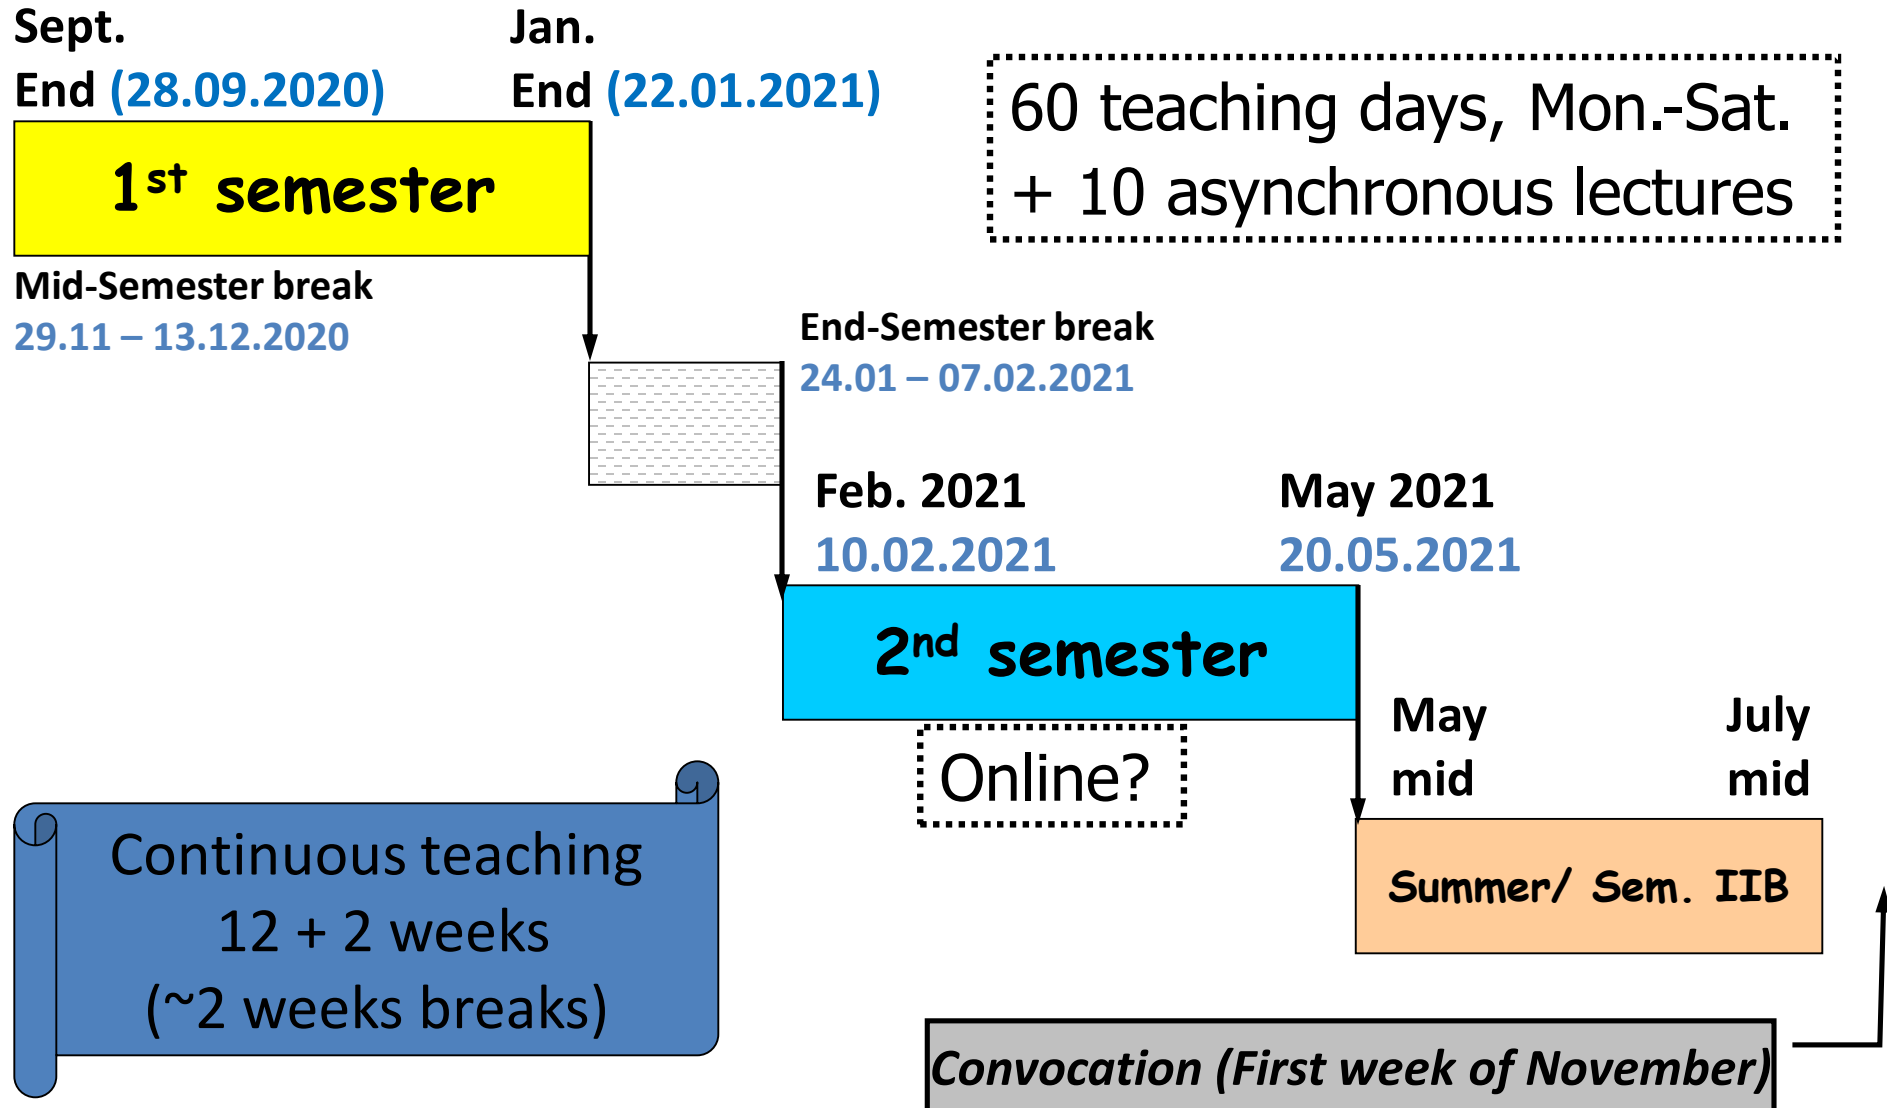 Sept.
End (28.09.2020)
Jan.
End (22.01.2021)
60 teaching days, Mon.-Sat.
+ 10 asynchronous lectures
1st semester
Mid-Semester break
29.11 – 13.12.2020
End-Semester break
24.01 – 07.02.2021
Feb. 2021
10.02.2021
May 2021
20.05.2021
2nd semester
Online?
May
mid
July
mid
Summer/ Sem. IIB
Continuous teaching
12 + 2 weeks
(~2 weeks breaks)
Convocation (First week of November)